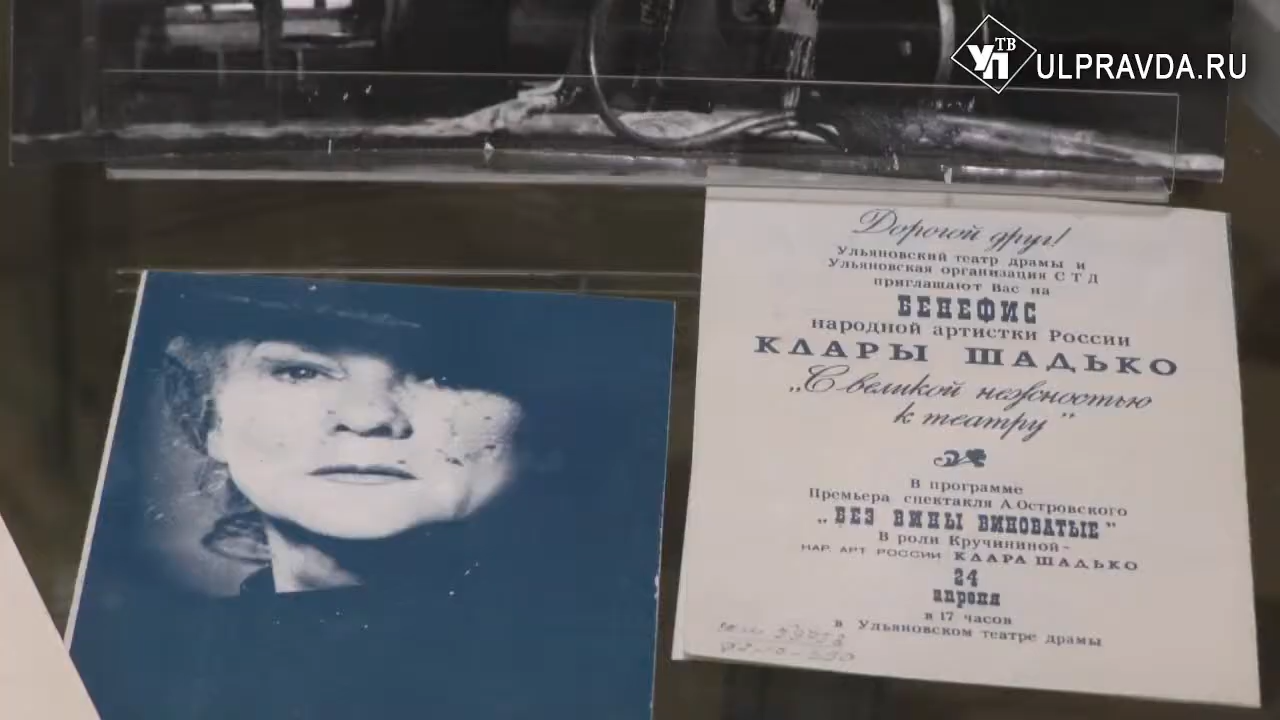 УП ТВ ULPRAVDA.RU
Дорогой друг!
Ульяновский театр драмы и
Ульяновская организация С Т Д
приглашают Вас на
БЕНЕФИС
народной артистки России
КЛАРЫ ШАДЬКО
„С великой нежностью
к театру”
В программе
Премьера спектакля А.Островского
„БЕЗ ВИНЫ ВИНОВАТЫЕ”
В роли Кручининой-
НАР. АРТ РОССИИ КЛАРА ШАДЬКО
24
апреля
в 17 часов
в Ульяновском театре драмы